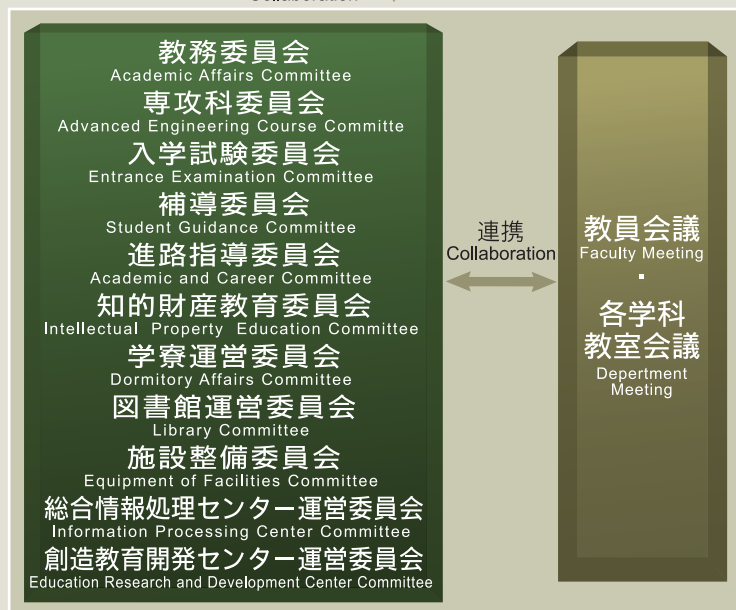 Collaboration
教務委員会
Academic Affairs Committee
専攻科委員会
Advanced Engineering Course Committe
入学試験委員会
Entrance Examination Committee
補導委員会
Student Guidance Committee
進路指導委員会
Academic and Career Committee
知的財産教育委員会
Intellectual Property Education Committee
学寮運営委員会
Dormitory Affairs Committee
図書館運営委員会
Library Committee
施設整備委員会
Equipment of Facilities Committee
総合情報処理センター運営委員会
Information Processing Center Committee
創造教育開発センター運営委員会
Education Research and Development Center Committee
連携
Collaboration
教員会議
Faculty Meeting
・
各学科
教室会議
Depertment
Meeting